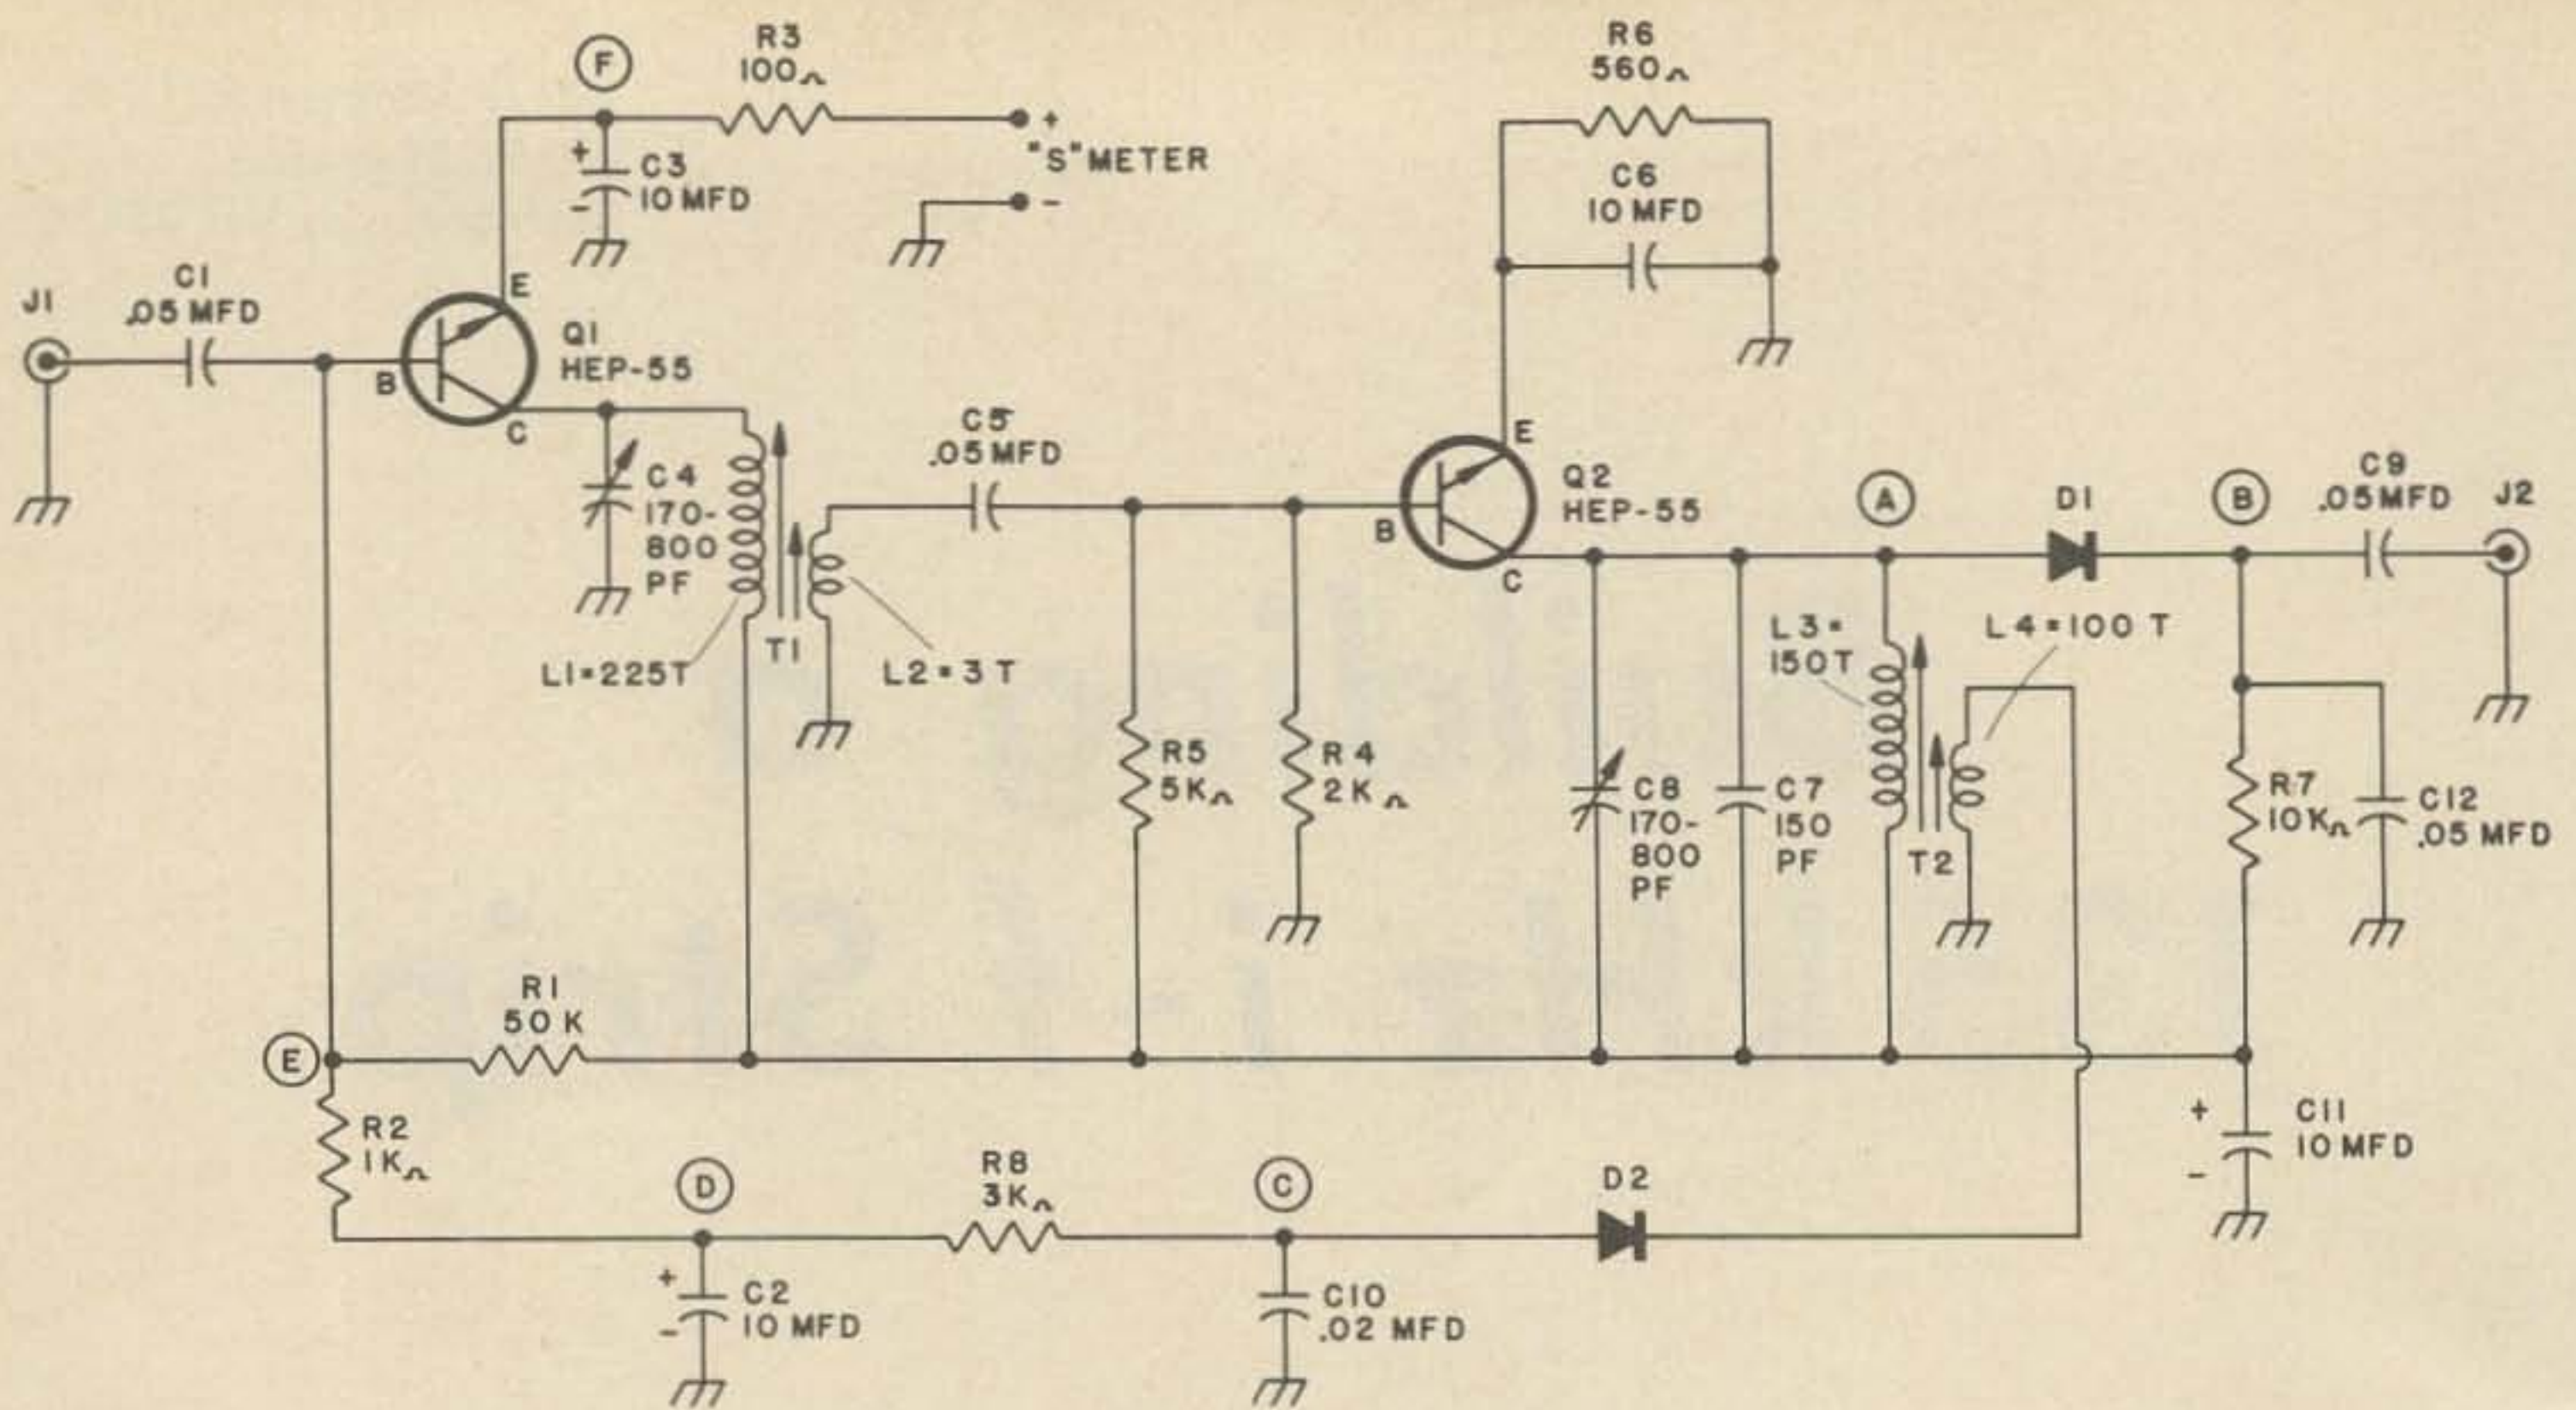 F
R3
100Ω
+
"S" METER
-
+
C3
10 MFD
-
R6
560Ω
C6
10 MFD
J1
C1
.05 MFD
E
Q1
HEP-55
B
C
C4
170-
800
PF
L1=225T
T1
L2=3T
C5
.05 MFD
E
Q2
HEP-55
B
C
A
D1
B
C9
.05 MFD
J2
L3=
150T
L4=100 T
R5
5KΩ
R4
2KΩ
C8
170-
800
PF
C7
150
PF
T2
R7
10KΩ
C12
.05 MFD
E
R1
50 K
R2
1KΩ
D
R8
3KΩ
C
D2
+
C11
10 MFD
-
+
C2
10 MFD
-
C10
.02 MFD